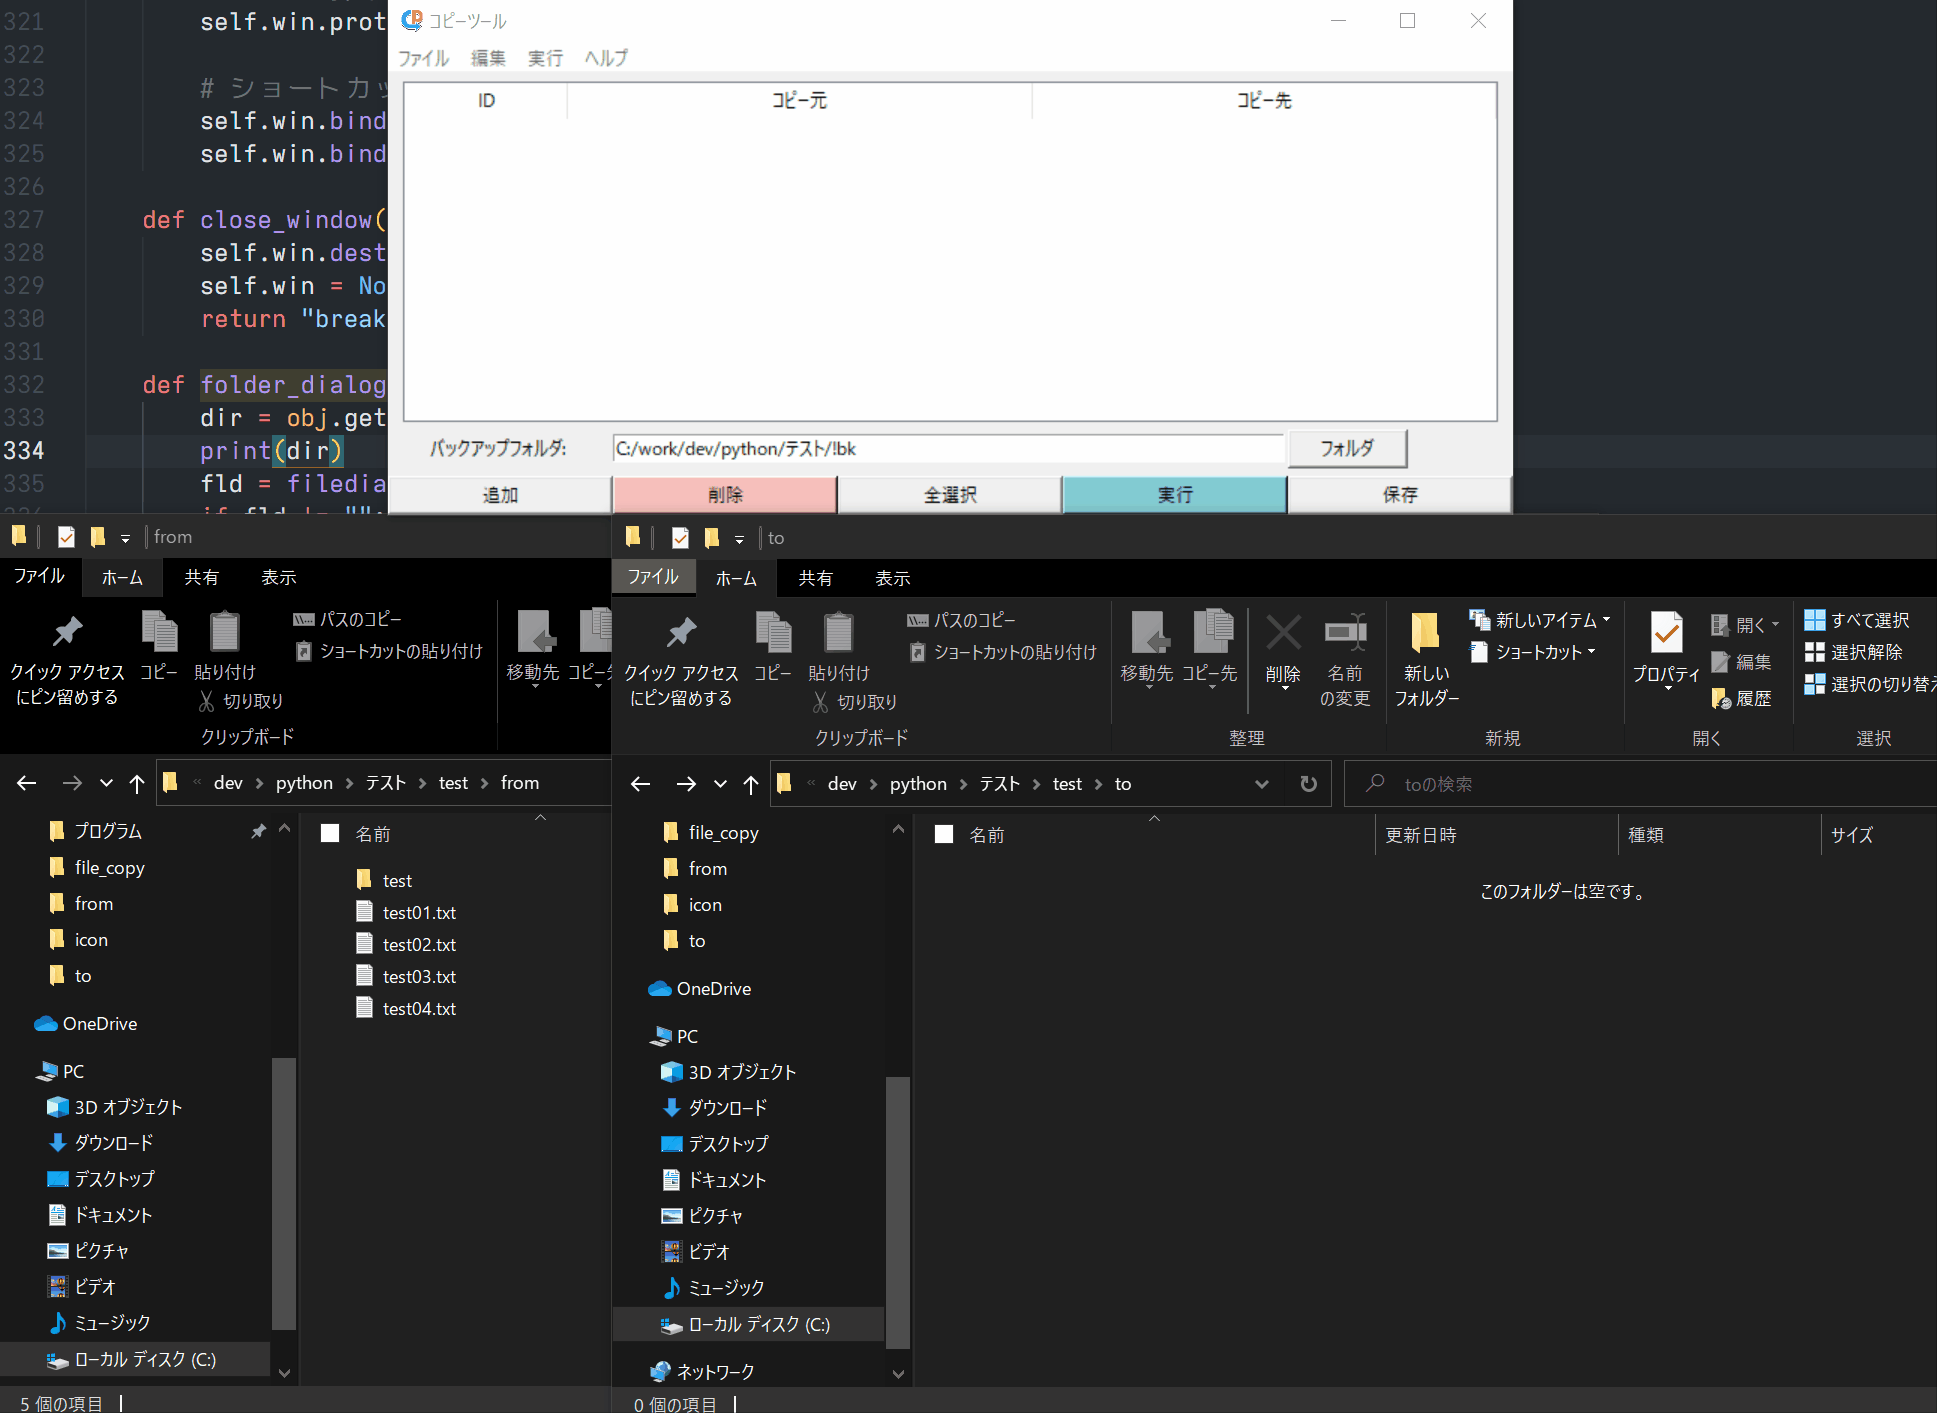 321
self.win.prot
322
323
# ショートカッ
324
self.win.bind
325
self.win.bind
326
327
def close_window(
328
self.win.dest
329
self.win = No
330
return "break
331
332
def folder_dialog
333
dir = obj.get
334
print(dir)
335
fld = filedia
コピーツール
ファイル 編集 実行 ヘルプ
ID コピー元 コピー先
バックアップフォルダ: C:/work/dev/python/テスト/!bk フォルダ
追加 削除 全選択 実行 保存
from
ファイル ホーム 共有 表示
クイック アクセス
にピン留めする
コピー
貼り付け
パスのコピー
ショートカットの貼り付け
切り取り
クリップボード
移動先
« dev > python > テスト > test > from
プログラム
file_copy
from
icon
to
OneDrive
PC
3D オブジェクト
ダウンロード
デスクトップ
ドキュメント
ピクチャ
ビデオ
ミュージック
ローカル ディスク (C:)
名前
test
test01.txt
test02.txt
test03.txt
test04.txt
5 個の項目
to
ファイル ホーム 共有 表示
クイック アクセス
にピン留めする
コピー
貼り付け
パスのコピー
ショートカットの貼り付け
切り取り
クリップボード
移動先 コピー先
削除
名前
の変更
整理
新しい
フォルダー
新しいアイテム
ショートカット
新規
プロパティ
開く
編集
履歴
開く
すべて選択
選択解除
選択の切り替え
選択
« dev > python > テスト > test > to
toの検索
file_copy
from
icon
to
OneDrive
PC
3D オブジェクト
ダウンロード
デスクトップ
ドキュメント
ピクチャ
ビデオ
ミュージック
ローカル ディスク (C:)
ネットワーク
名前 更新日時 種類 サイズ
このフォルダーは空です。
0 個の項目